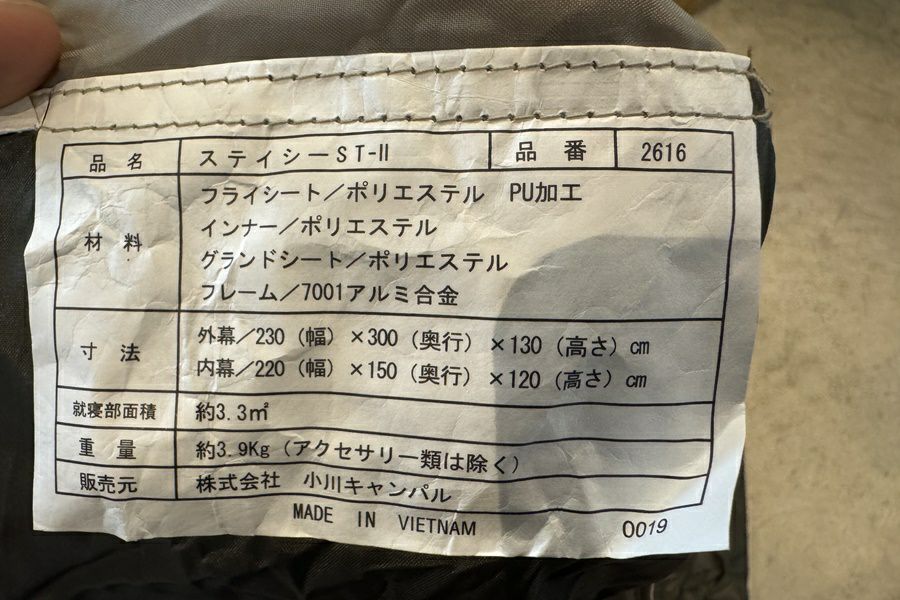 品名 ステイシーST-Ⅱ 品番 2616
材料 フライシート/ポリエステル PU加工
インナー/ポリエステル
グランドシート/ポリエステル
フレーム/7001アルミ合金
寸法 外幕/230(幅)×300(奥行)×130(高さ)cm
内幕/220(幅)×150(奥行)×120(高さ)cm
就寝部面積 約3.3㎡
重量 約3.9Kg(アクセサリー類は除く)
販売元 株式会社 小川キャンパル
MADE IN VIETNAM 0019